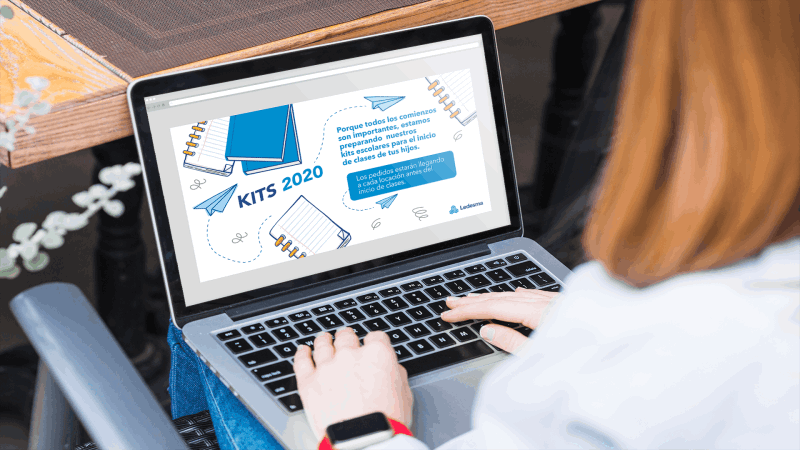 Porque todos los comienzos
son importantes, estamos
preparando nuestros
kits escolares para el inicio
de clases de tus hijos.
KITS 2020
Los pedidos estarán llegando
a cada locación antes del
inicio de clases.
Ledesma